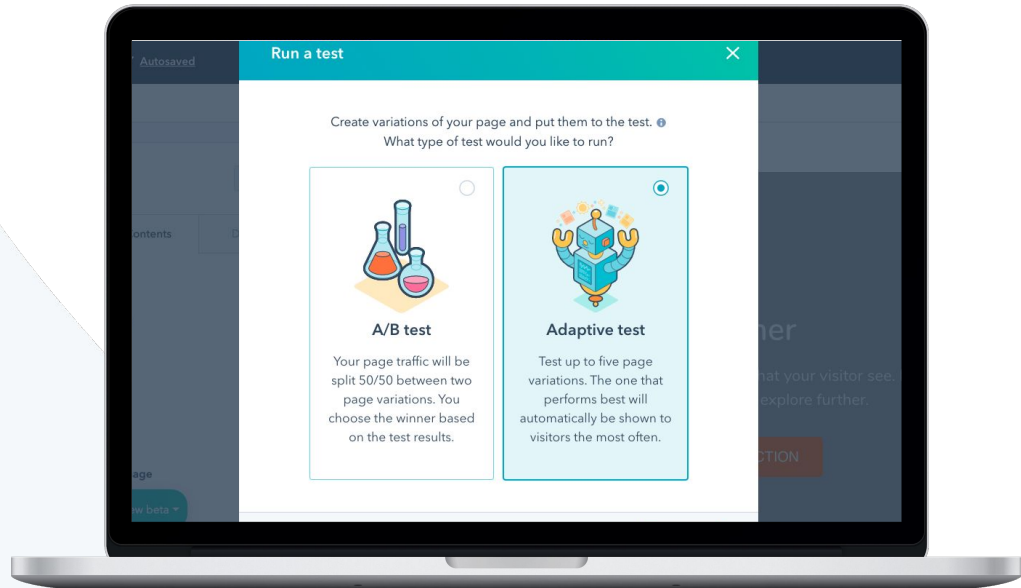 Autosaved
Run a test
Create variations of your page and put them to the test.
What type of test would you like to run?
A/B test
Your page traffic will be
split 50/50 between two
page variations. You
choose the winner based
on the test results.
Adaptive test
Test up to five page
variations. The one that
performs best will
automatically be shown to
visitors the most often.
ontents
D
ner
hat your visitor see.
explore further.
CTION
age
ew beta